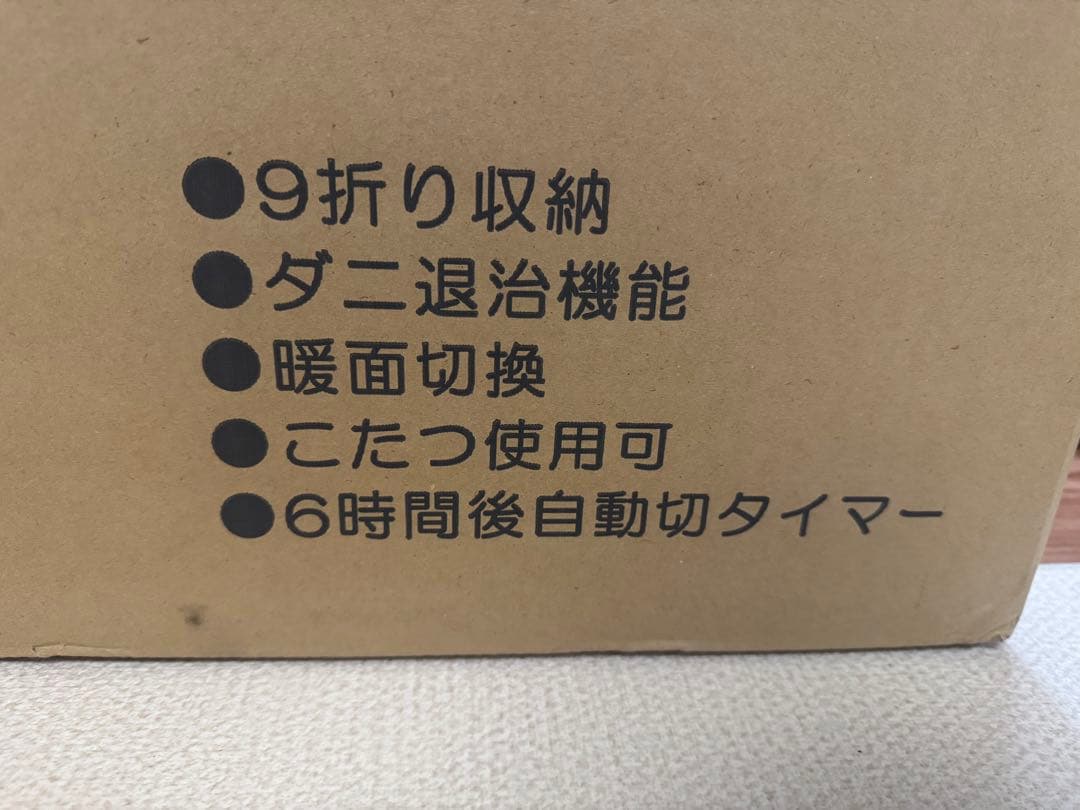 ●9折り収納
●ダニ退治機能
●暖面切換
●こたつ使用可
●6時間後自動切タイマー